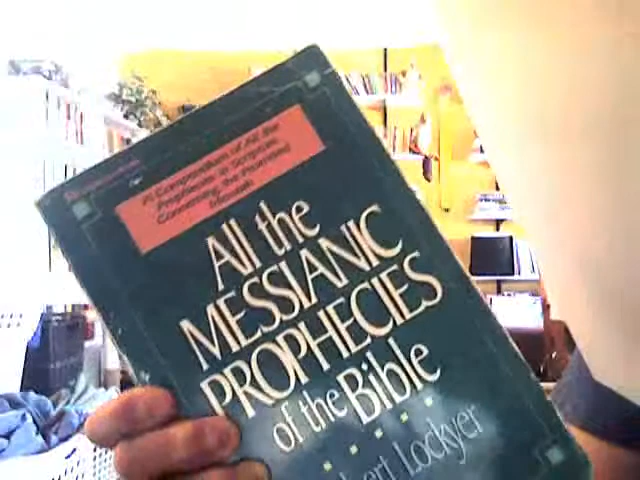 A Compendium of All the
Prophecies in Scripture
Concerning the Promised
Messiah
All the
MESSIANIC
PROPHECIES
of the Bible
Lockyer